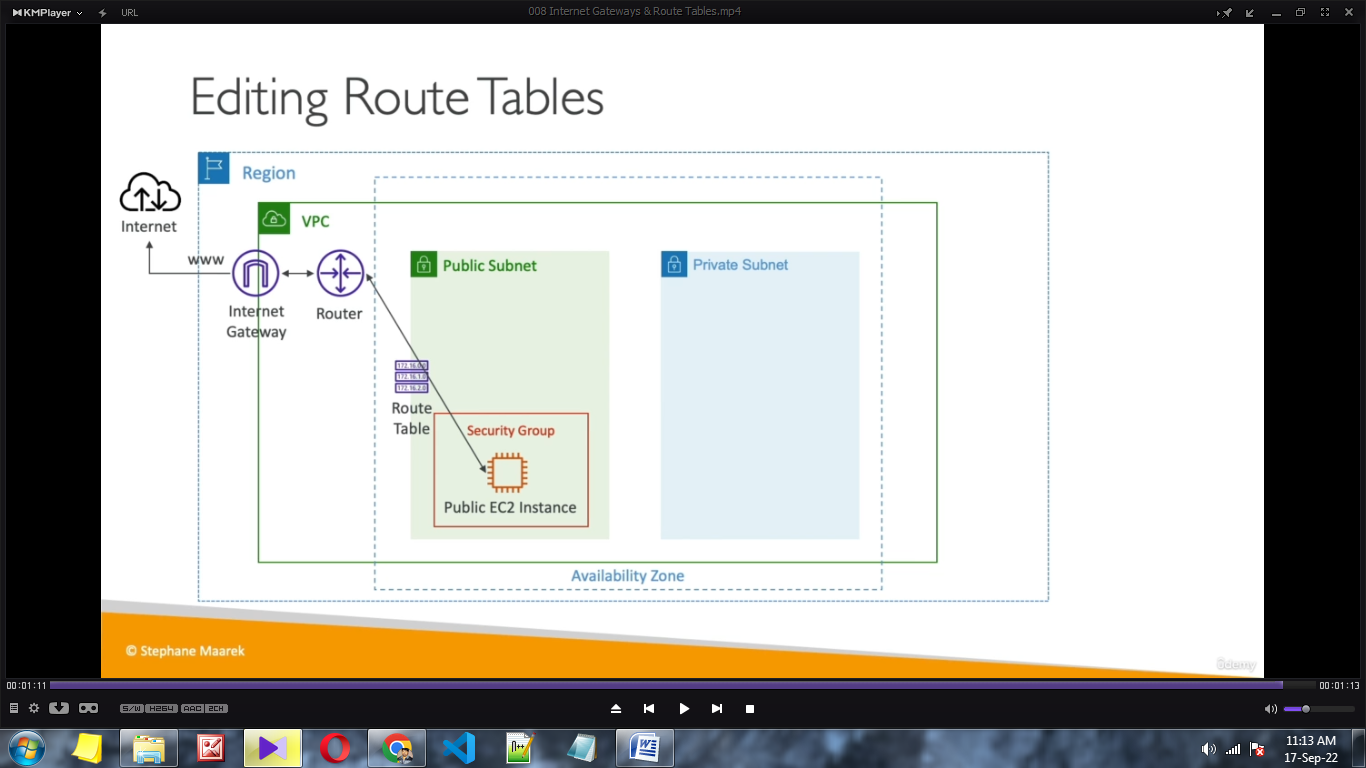 KMPlayer
URL
008 Internet Gateways & Route Tables.mp4
Editing Route Tables
Region
Internet
VPC
www
Public Subnet
Private Subnet
Internet
Gateway
Router
172.16.0.0
172.16.1.0
172.16.2.0
Route
Table
Security Group
Public EC2 Instance
Availability Zone
© Stephane Maarek
ûdemy
00:01:11
00:01:13
S/W H264 AAC 2CH
11:13 AM
17-Sep-22